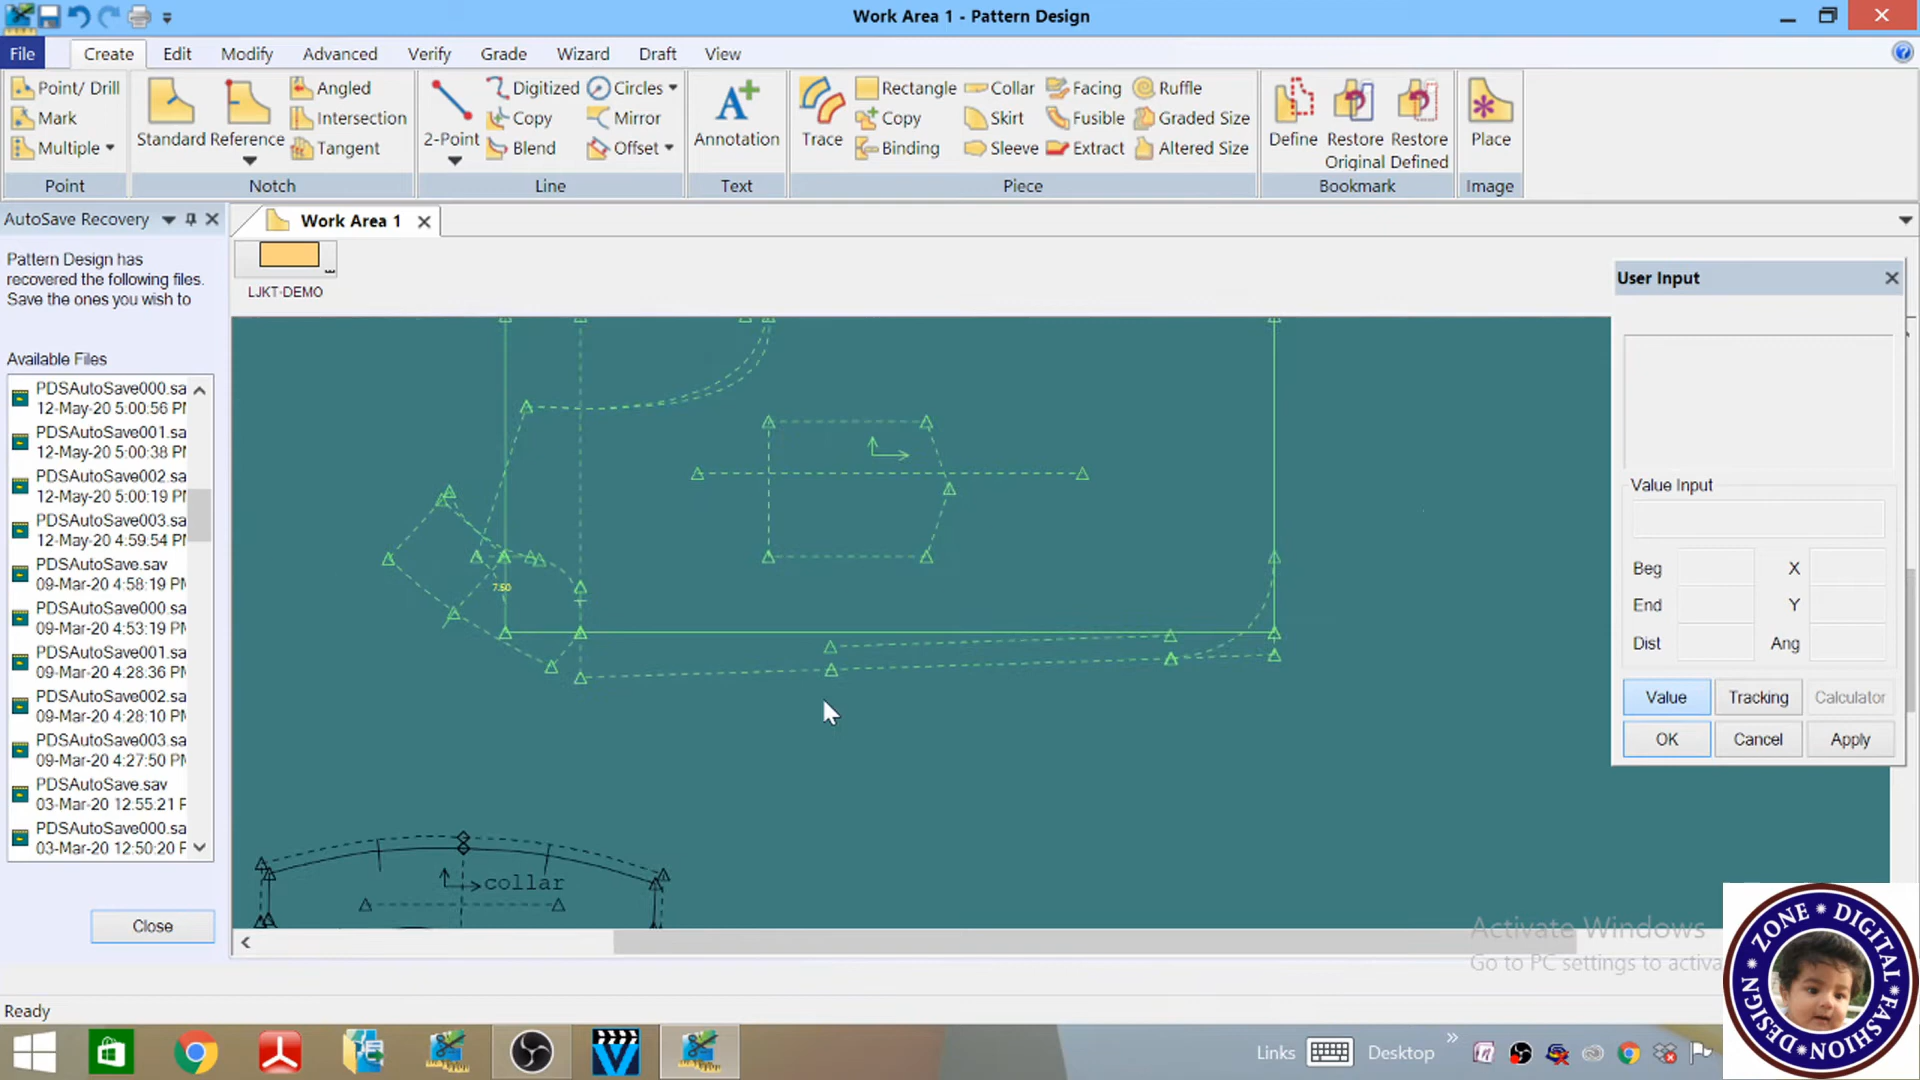 Work Area 1 - Pattern Design
File Create Edit Modify Advanced Verify Grade Wizard Draft View
Point/ Drill
Mark
Multiple
Point
Standard Reference
Angled
Intersection
Tangent
Notch
2-Point
Digitized Circles
Copy Mirror
Blend Offset
Line
Annotation
Text
Trace
Rectangle Collar Facing Ruffle
Copy Skirt Fusible Graded Size
Binding Sleeve Extract Altered Size
Piece
Define Restore Restore
Original Defined
Bookmark
Place
Image
AutoSave Recovery
Pattern Design has
recovered the following files.
Save the ones you wish to
Available Files
PDSAutoSave000.sa
12-May-20 5:00:56 P
PDSAutoSave001.sa
12-May-20 5:00:38 P
PDSAutoSave002.sa
12-May-20 5:00:19 P
PDSAutoSave003.sa
12-May-20 4:59:54 P
PDSAutoSave.sav
09-Mar-20 4:58:19 P
PDSAutoSave000.sa
09-Mar-20 4:53:19 P
PDSAutoSave001.sa
09-Mar-20 4:28:36 P
PDSAutoSave002.sa
09-Mar-20 4:28:10 P
PDSAutoSave003.sa
09-Mar-20 4:27:50 P
PDSAutoSave.sav
03-Mar-20 12:55:21 F
PDSAutoSave000.sa
03-Mar-20 12:50:20 F
Close
Work Area 1
LJKT-DEMO
7.50
collar
User Input
Value Input
Beg X
End Y
Dist Ang
Value Tracking Calculator
OK Cancel Apply
Activate Windows
Go to PC settings to activa
ZONE * DIGITAL * FASHION * DESIGN
Ready
Links Desktop